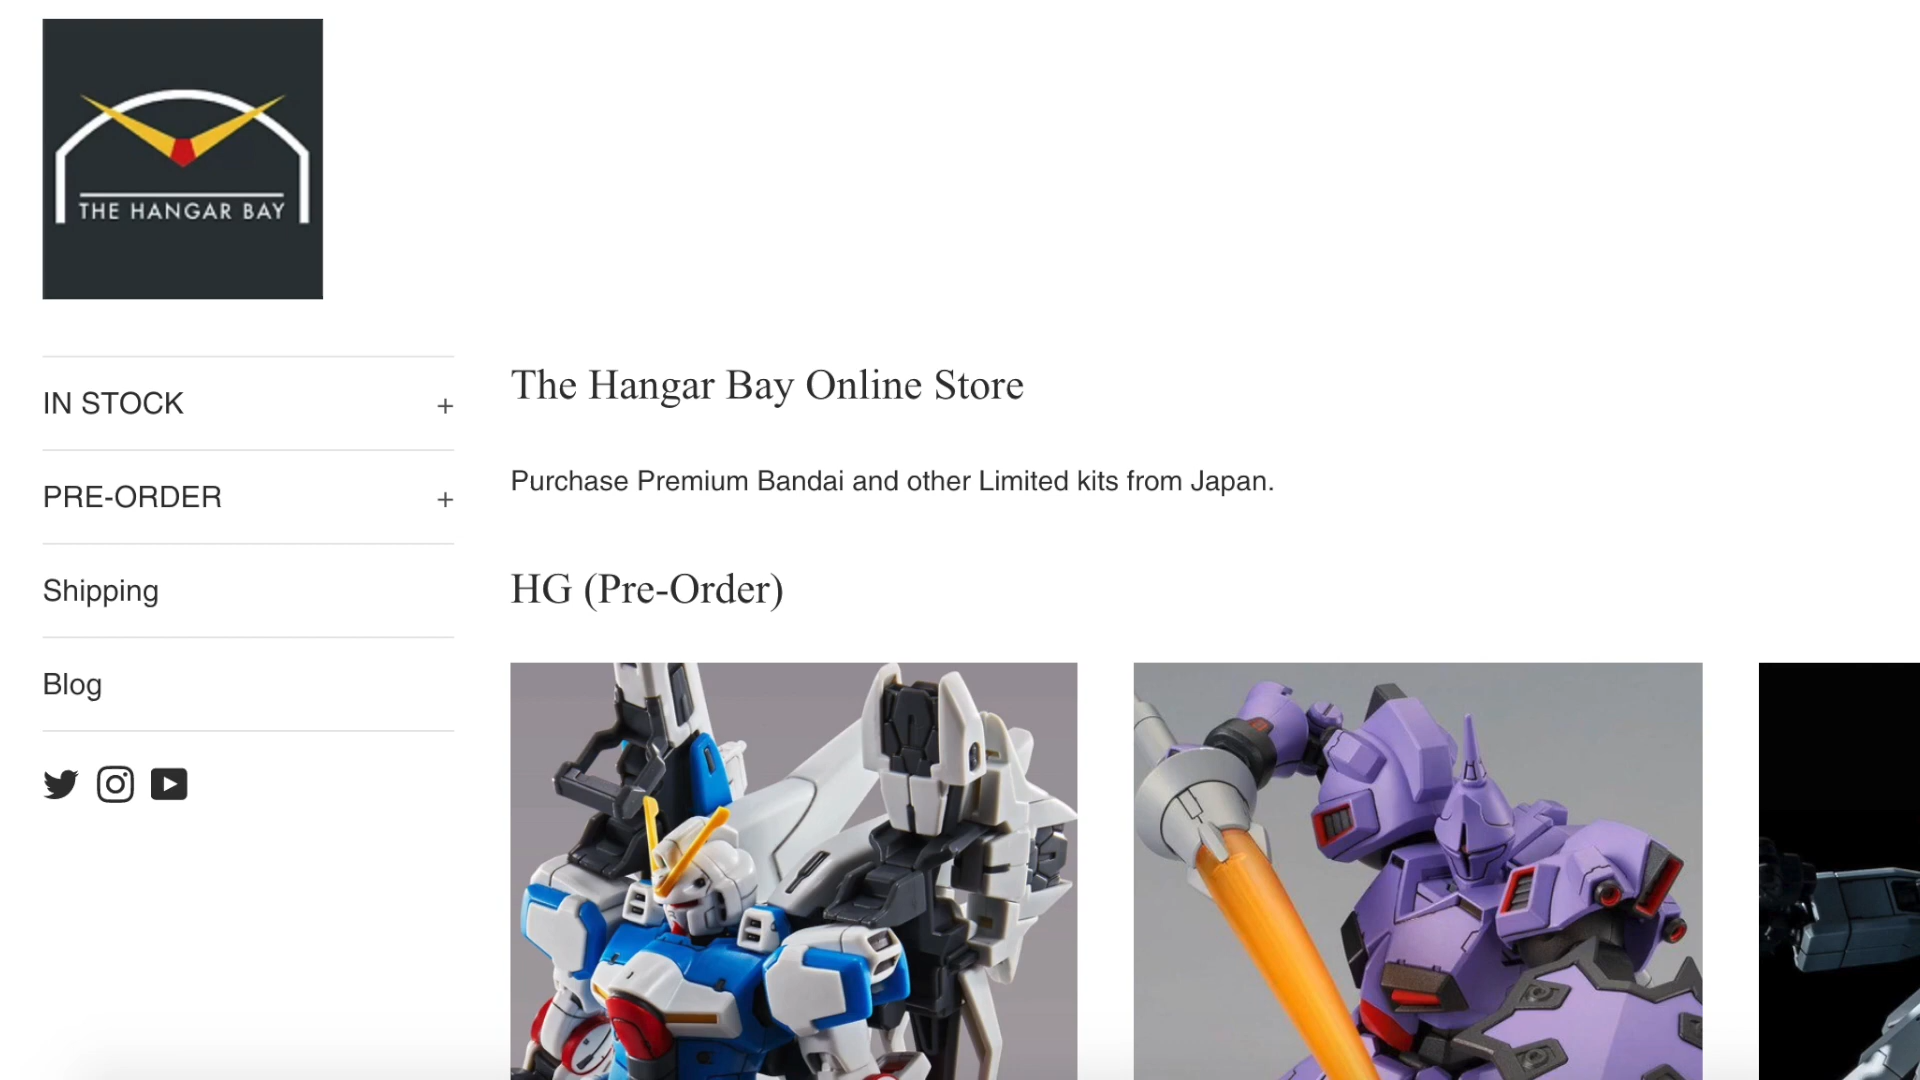 THE HANGAR BAY
IN STOCK +
PRE-ORDER +
Shipping
Blog
The Hangar Bay Online Store
Purchase Premium Bandai and other Limited kits from Japan.
HG (Pre-Order)